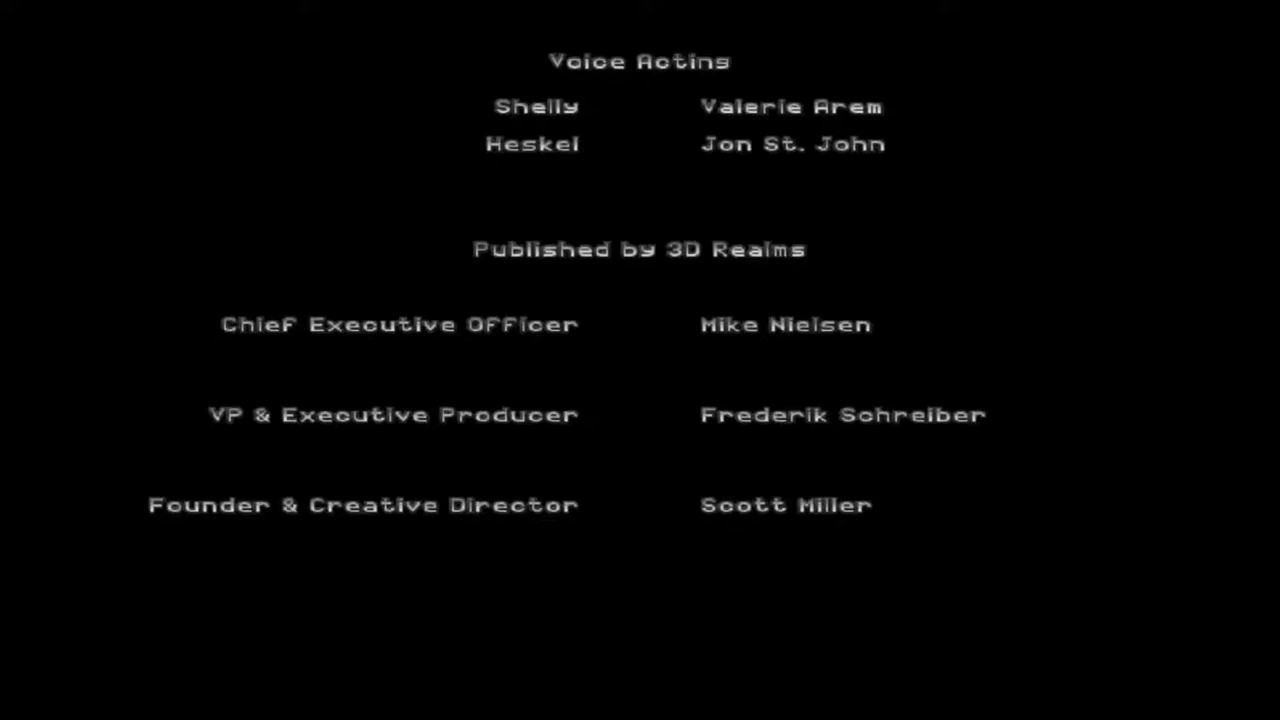 Voice Acting
Shelly Valerie Arem
Heskel Jon St. John
Published by 3D Realms
Chief Executive Officer Mike Nielsen
VP & Executive Producer Frederik Schreiber
Founder & Creative Director Scott Miller